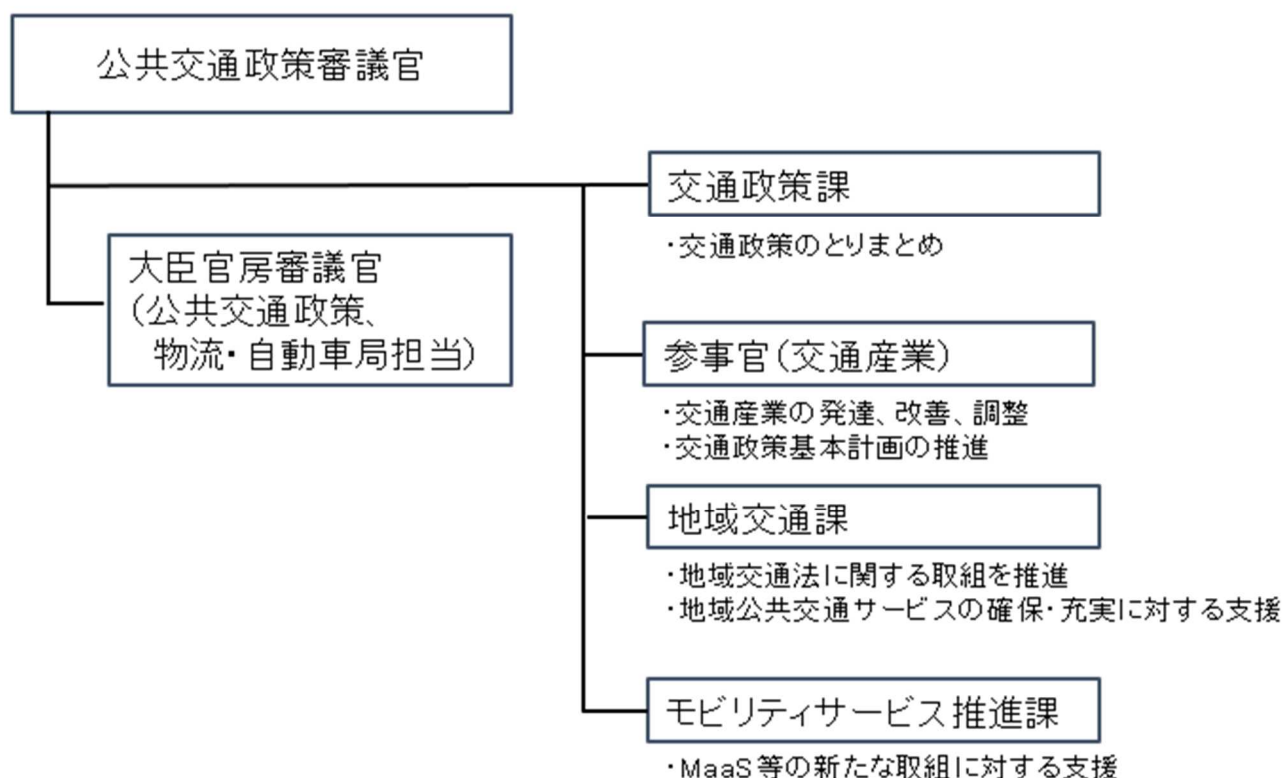 公共交通政策審議官
交通政策課
・交通政策のとりまとめ
大臣官房審議官
(公共交通政策、
物流・自動車局担当)
参事官(交通産業)
・交通産業の発達、改善、調整
・交通政策基本計画の推進
地域交通課
・地域交通法に関する取組を推進
・地域公共交通サービスの確保・充実に対する支援
モビリティサービス推進課
・MaaS等の新たな取組に対する支援